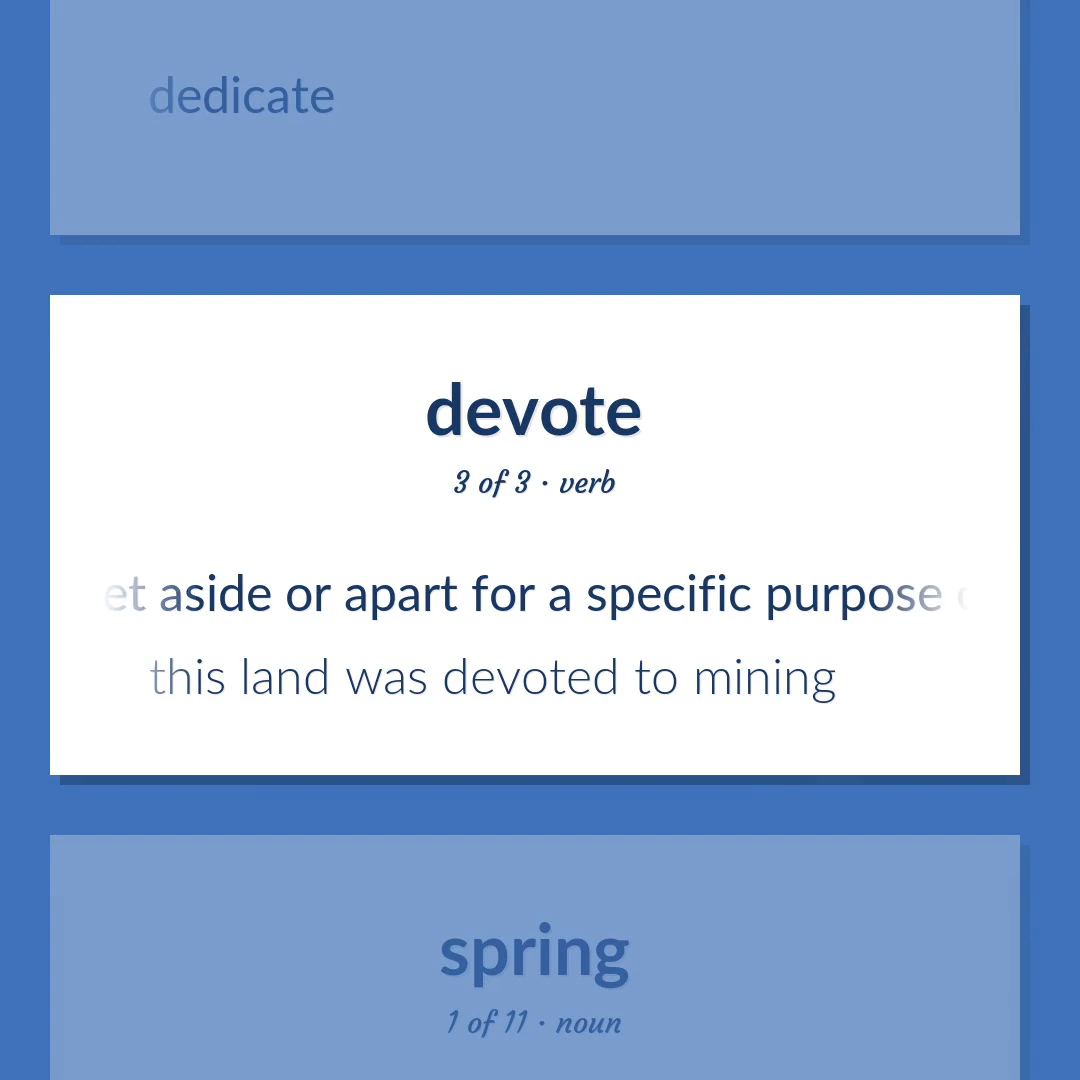 dedicate
devote
3 of 3 · verb
et aside or apart for a specific purpose
this land was devoted to mining
spring
1 of 11 · noun